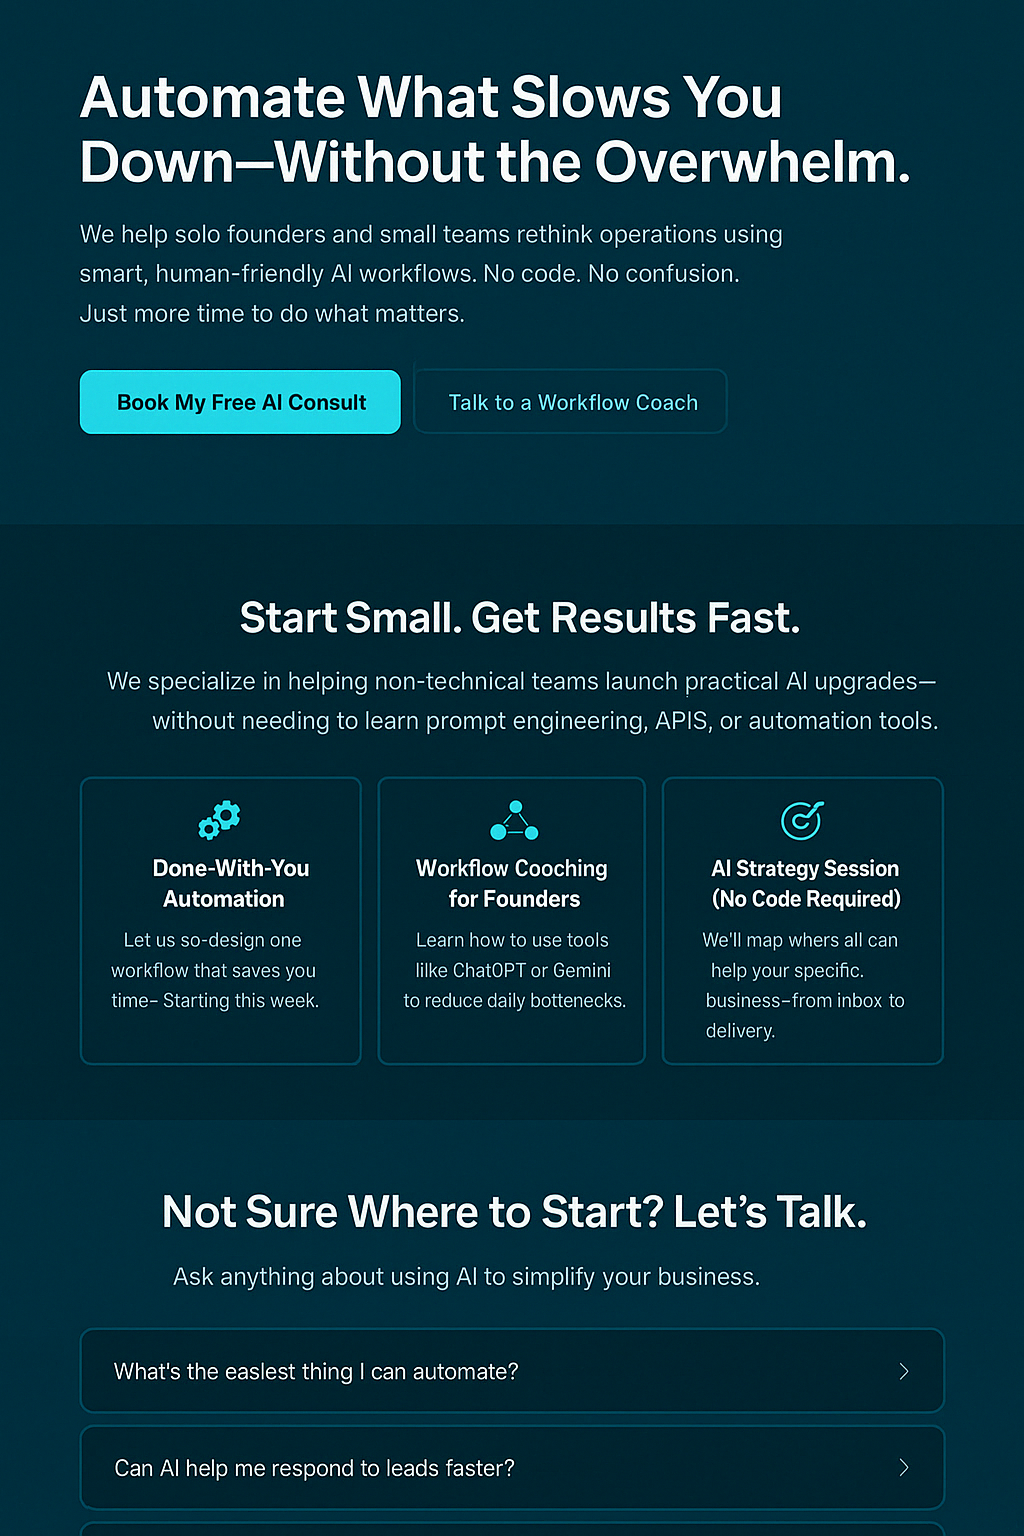 Automate What Slows You
Down—Without the Overwhelm.
We help solo founders and small teams rethink operations using
smart, human-friendly AI workflows. No code. No confusion.
Just more time to do what matters.
Book My Free AI Consult
Talk to a Workflow Coach
Start Small. Get Results Fast.
We specialize in helping non-technical teams launch practical AI upgrades—
without needing to learn prompt engineering, APIS, or automation tools.
Done-With-You
Automation
Let us so-design one
workflow that saves you
time– Starting this week.
Workflow Cooching
for Founders
Learn how to use tools
lilke ChatOPT or Gemini
to reduce daily bottenecks.
AI Strategy Session
(No Code Required)
We'll map whers all can
help your specific.
business–from inbox to
delivery.
Not Sure Where to Start? Let’s Talk.
Ask anything about using AI to simplify your business.
What's the easlest thing I can automate?
Can AI help me respond to leads faster?